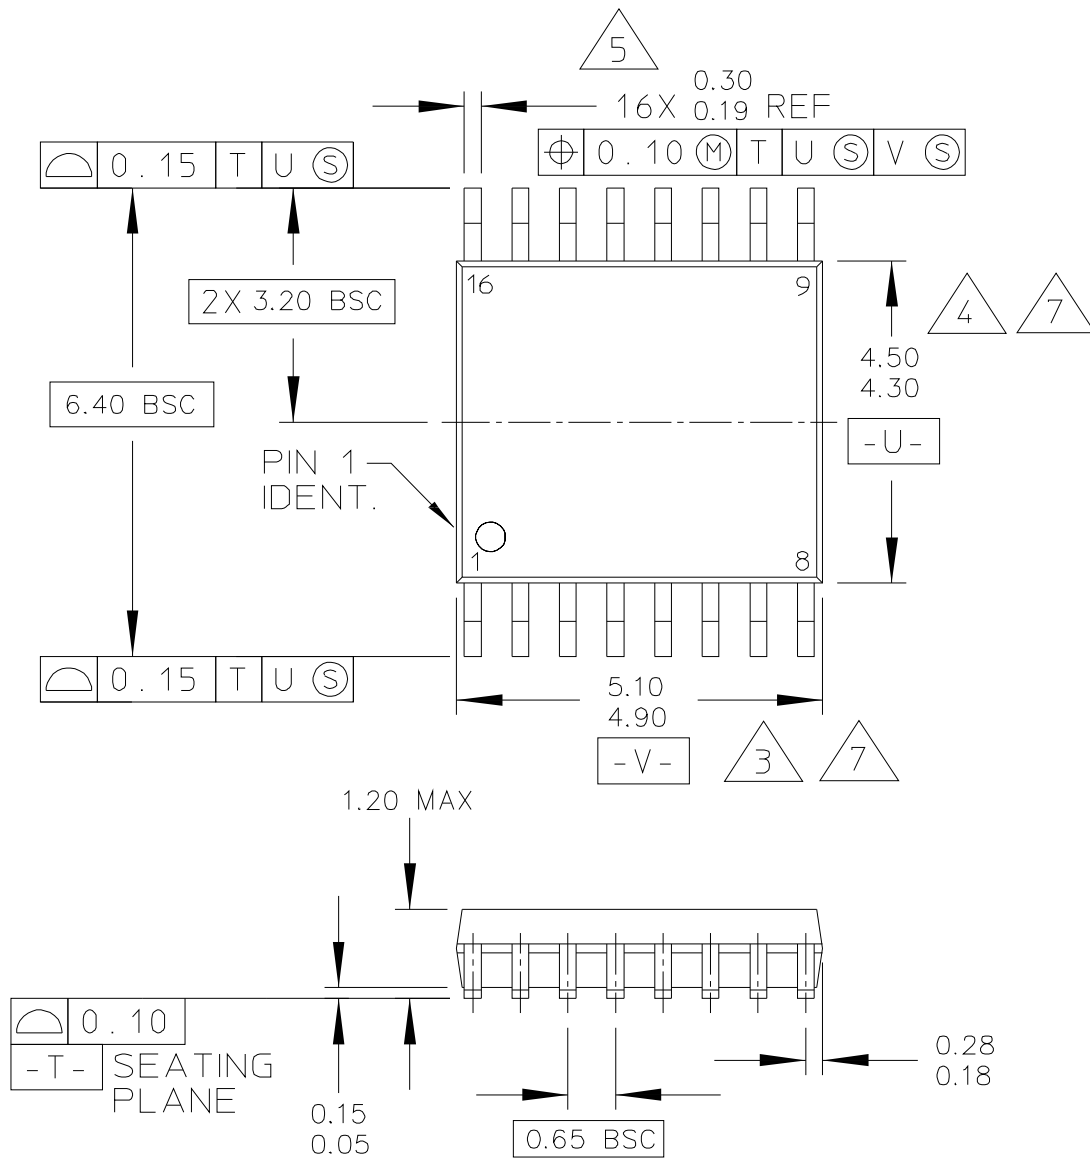 5
0.30
16X 0.19 REF
0.10 Ⓜ T U Ⓢ V Ⓢ
0.15 T U Ⓢ
16 9
2X 3.20 BSC
4 7
4.50
4.30
6.40 BSC
-U-
PIN 1
IDENT.
1 8
0.15 T U Ⓢ
5.10
4.90
-V- 3 7
1.20 MAX
0.10
-T- SEATING
PLANE
0.28
0.18
0.15
0.05
0.65 BSC